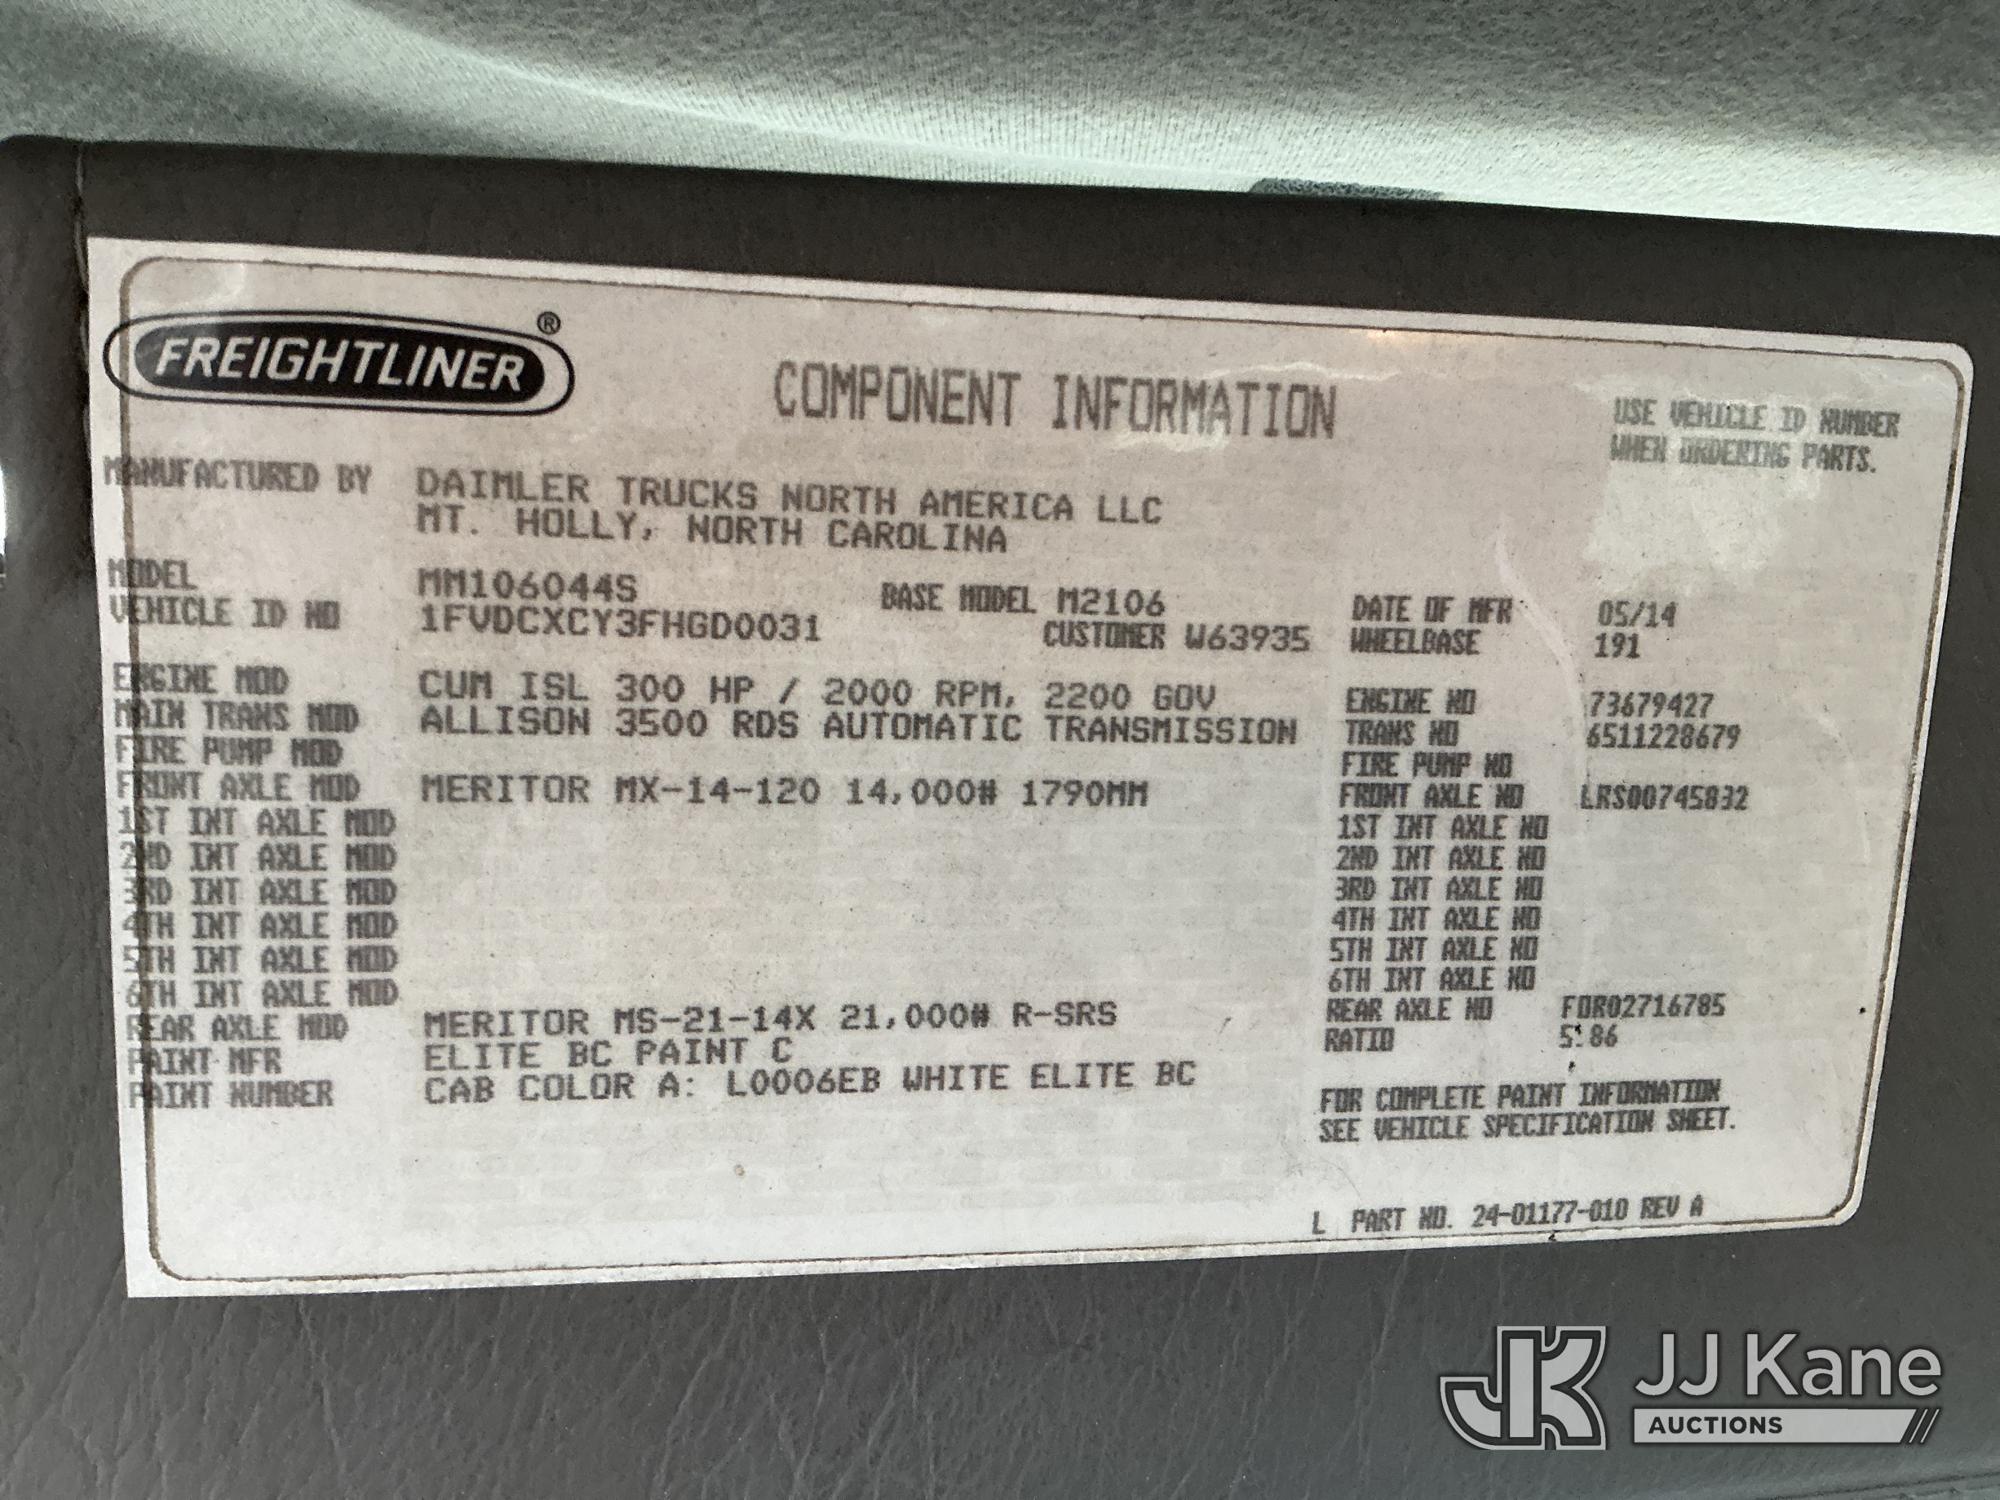 FREIGHTLINER®
COMPONENT INFORMATION
USE VEHICLE ID NUMBER
WHEN ORDERING PARTS.
MANUFACTURED BY DAIMLER TRUCKS NORTH AMERICA LLC
MT. HOLLY, NORTH CAROLINA
MODEL MM106044S BASE MODEL M2106 DATE OF MFR 05/14
VEHICLE ID NO 1FVDCXCY3FHGD0031 CUSTOMER W63935 WHEELBASE 191
ENGINE MOD CUM ISL 300 HP / 2000 RPM, 2200 GOV ENGINE NO 73679427
MAIN TRANS MOD ALLISON 3500 RDS AUTOMATIC TRANSMISSION TRANS NO 6511228679
FIRE PUMP MOD FIRE PUMP NO
FRONT AXLE MOD MERITOR MX-14-120 14,000# 1790MM FRONT AXLE NO LRS00745832
1ST INT AXLE MOD 1ST INT AXLE NO
2ND INT AXLE MOD 2ND INT AXLE NO
3RD INT AXLE MOD 3RD INT AXLE NO
4TH INT AXLE MOD 4TH INT AXLE NO
5TH INT AXLE MOD 5TH INT AXLE NO
6TH INT AXLE MOD 6TH INT AXLE NO
REAR AXLE MOD MERITOR MS-21-14X 21,000# R-SRS REAR AXLE NO FOR02716785
PAINT MFR ELITE BC PAINT C RATIO 5.86
PAINT NUMBER CAB COLOR A: L0006EB WHITE ELITE BC
FOR COMPLETE PAINT INFORMATION
SEE VEHICLE SPECIFICATION SHEET.
L PART NO. 24-01177-010 REV A
JK JJ Kane
AUCTIONS